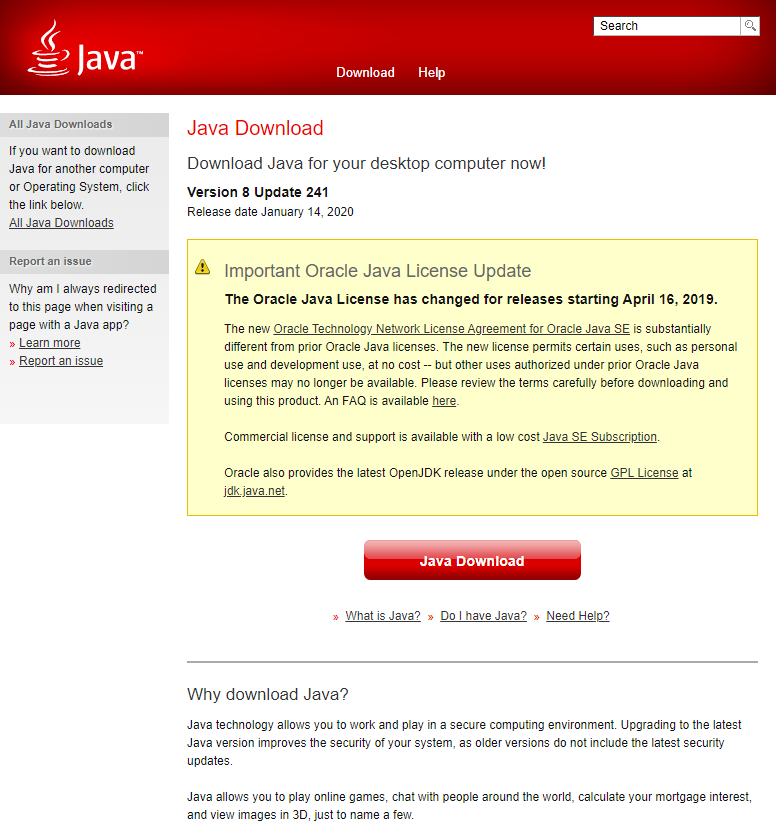 Java™
Search
Download Help
All Java Downloads
If you want to download
Java for another computer
or Operating System, click
the link below.
All Java Downloads
Report an issue
Why am I always redirected
to this page when visiting a
page with a Java app?
» Learn more
» Report an issue
Java Download
Download Java for your desktop computer now!
Version 8 Update 241
Release date January 14, 2020
Important Oracle Java License Update
The Oracle Java License has changed for releases starting April 16, 2019.
The new Oracle Technology Network License Agreement for Oracle Java SE is substantially
different from prior Oracle Java licenses. The new license permits certain uses, such as personal
use and development use, at no cost -- but other uses authorized under prior Oracle Java
licenses may no longer be available. Please review the terms carefully before downloading and
using this product. An FAQ is available here.
Commercial license and support is available with a low cost Java SE Subscription.
Oracle also provides the latest OpenJDK release under the open source GPL License at
jdk.java.net.
Java Download
» What is Java? » Do I have Java? » Need Help?
Why download Java?
Java technology allows you to work and play in a secure computing environment. Upgrading to the latest
Java version improves the security of your system, as older versions do not include the latest security
updates.
Java allows you to play online games, chat with people around the world, calculate your mortgage interest,
and view images in 3D, just to name a few.